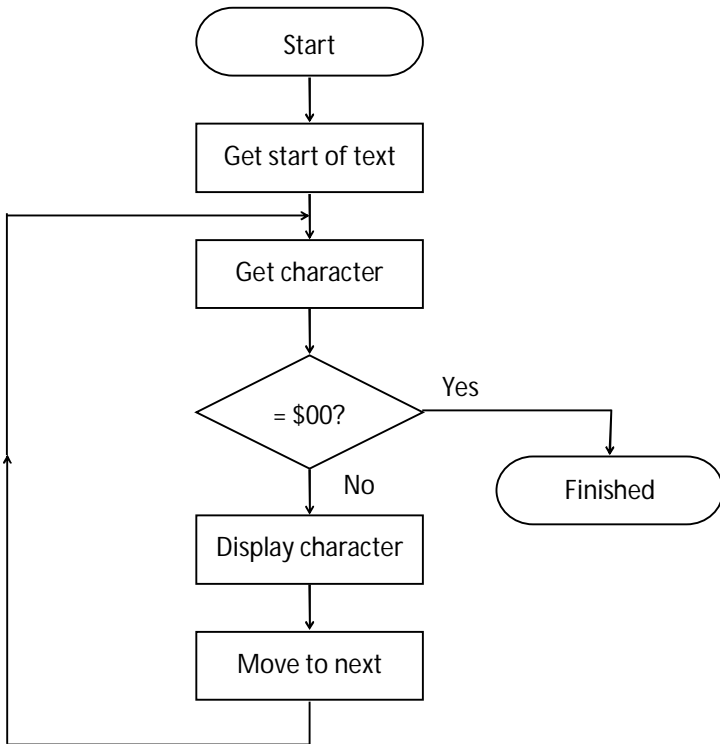 Start
Get start of text
Get character
= $00?
Yes
No
Finished
Display character
Move to next